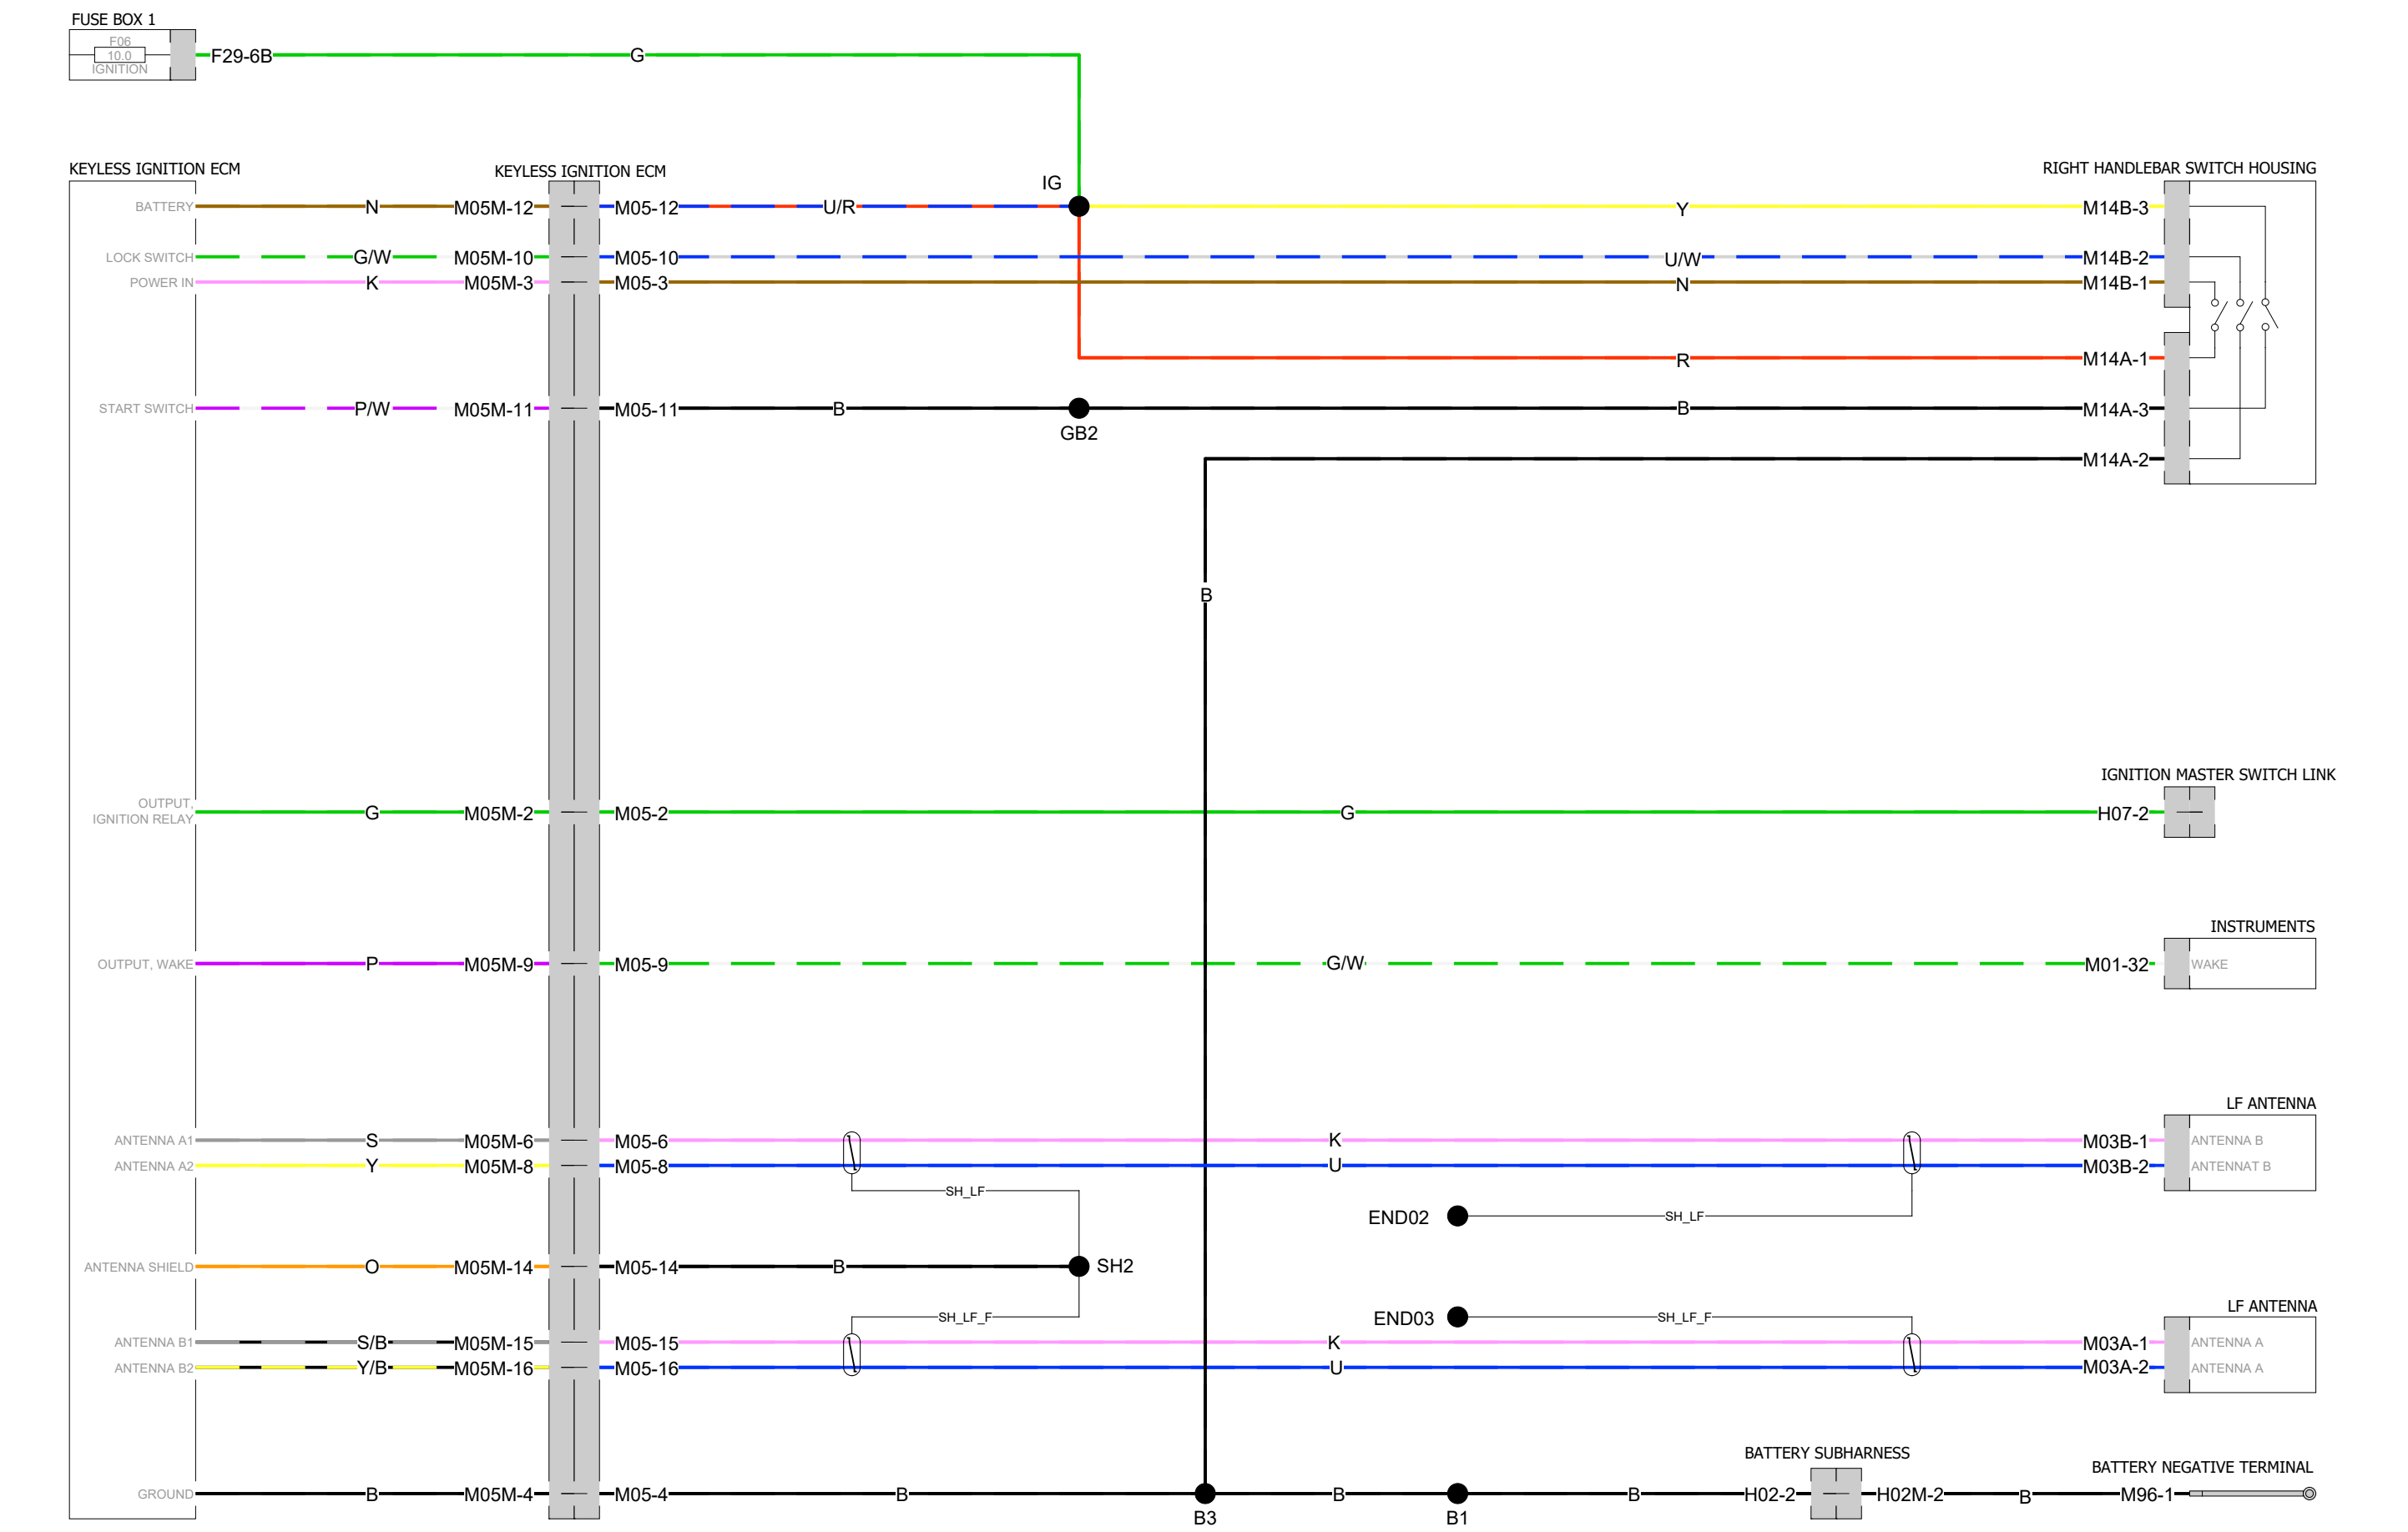 FUSE BOX 1
F06
10.0
IGNITION
F29-6B G
KEYLESS IGNITION ECM KEYLESS IGNITION ECM IG RIGHT HANDLEBAR SWITCH HOUSING
BATTERY N M05M-12 M05-12 U/R Y M14B-3
LOCK SWITCH G/W M05M-10 M05-10 U/W M14B-2
POWER IN K M05M-3 M05-3 N M14B-1
R M14A-1
START SWITCH P/W M05M-11 M05-11 B B M14A-3
GB2
M14A-2
B
IGNITION MASTER SWITCH LINK
OUTPUT,
IGNITION RELAY G M05M-2 M05-2 G H07-2
INSTRUMENTS
OUTPUT, WAKE P M05M-9 M05-9 G/W M01-32 WAKE
LF ANTENNA
ANTENNA A1 S M05M-6 M05-6 K M03B-1 ANTENNA B
ANTENNA A2 Y M05M-8 M05-8 U M03B-2 ANTENNAT B
SH_LF
END02 SH_LF
ANTENNA SHIELD O M05M-14 M05-14 B SH2
LF ANTENNA
SH_LF_F END03 SH_LF_F
ANTENNA B1 S/B M05M-15 M05-15 K M03A-1 ANTENNA A
ANTENNA B2 Y/B M05M-16 M05-16 U M03A-2 ANTENNA A
BATTERY SUBHARNESS
BATTERY NEGATIVE TERMINAL
GROUND B M05M-4 M05-4 B B B H02-2 H02M-2 B M96-1
B3 B1